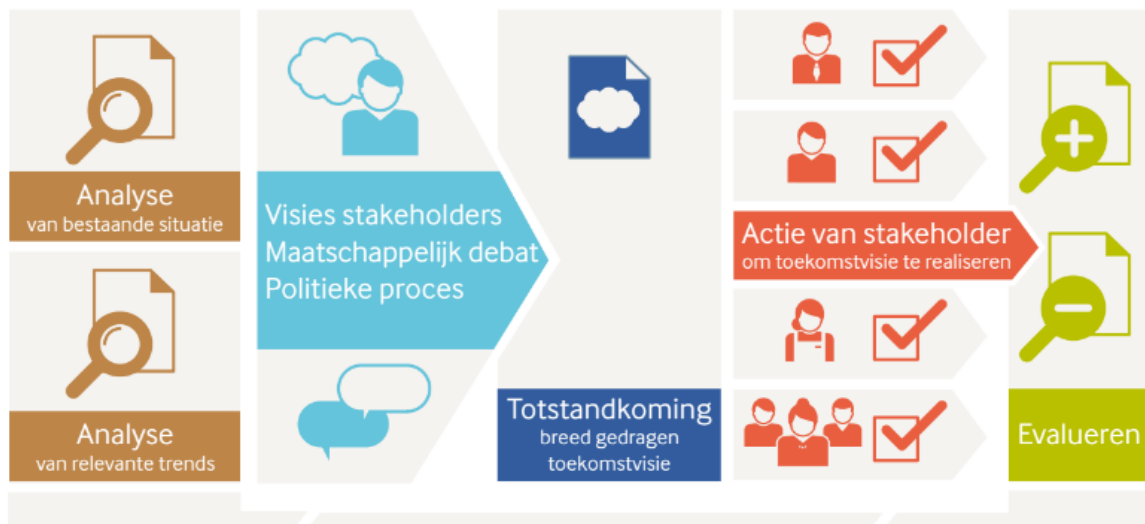 Analyse
van bestaande situatie
Analyse
van relevante trends
Visies stakeholders
Maatschappelijk debat
Politieke proces
Totstandkoming
breed gedragen
toekomstvisie
Actie van stakeholder
om toekomstvisie te realiseren
Evalueren